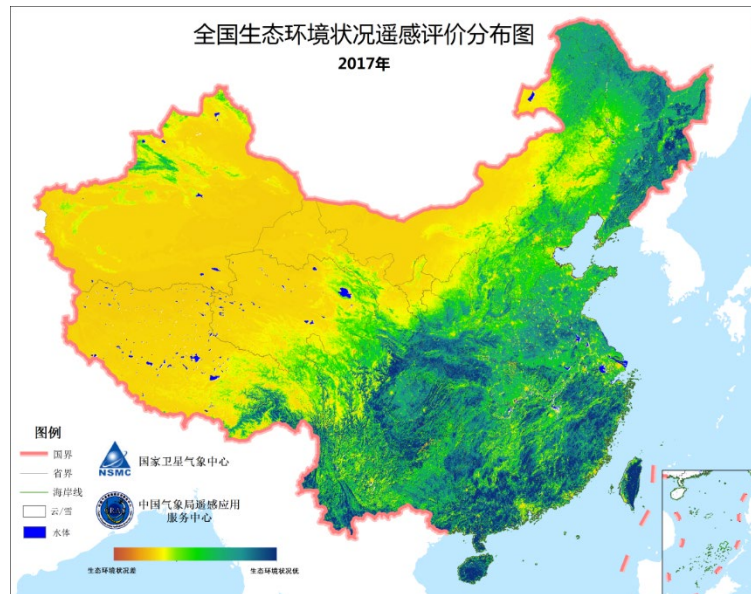 全国生态环境状况遥感评价分布图
2017年
图例
国界
省界
海岸线
云/雪
水体
NSMC
国家卫星气象中心
中国气象局遥感应用
服务中心
生态环境状况差
生态环境状况优